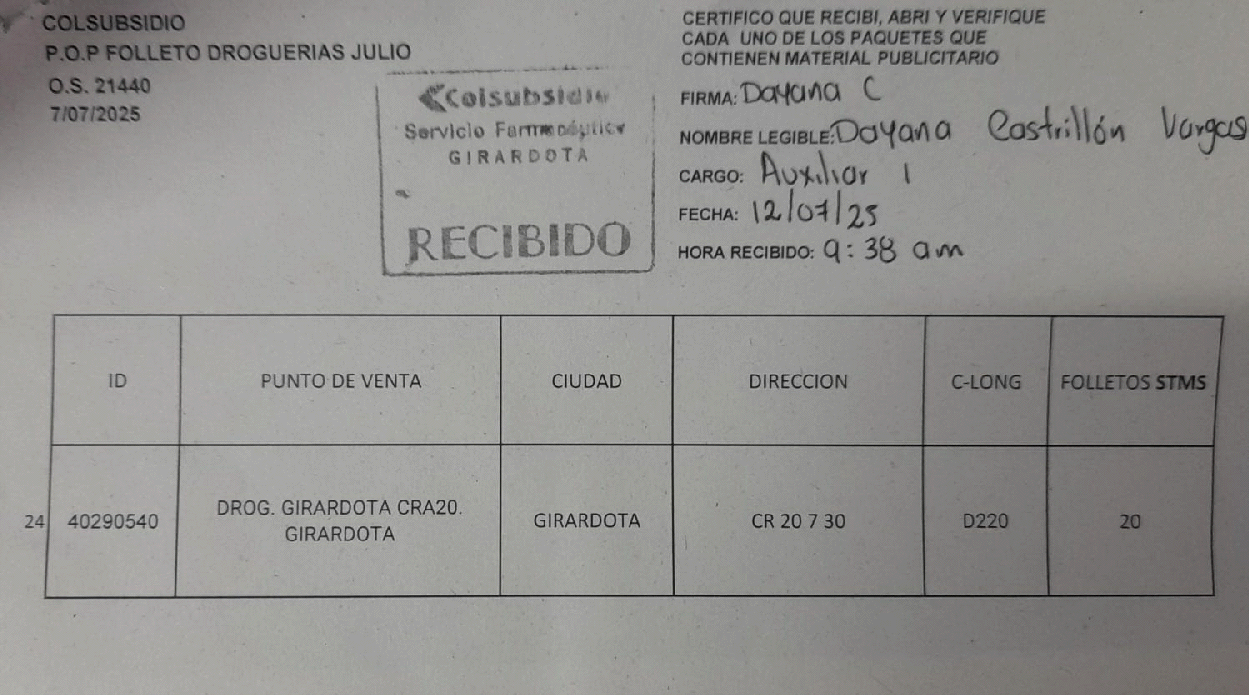 COLSUBSIDIO
P.O.P FOLLETO DROGUERIAS JULIO
O.S. 21440
7/07/2025
Colsubsidio
Servicio Farmacéutico
GIRARDOTA
RECIBIDO
CERTIFICO QUE RECIBI, ABRI Y VERIFIQUE
CADA UNO DE LOS PAQUETES QUE
CONTIENEN MATERIAL PUBLICITARIO
FIRMA: Dayana C
NOMBRE LEGIBLE: Dayana Castrillón Vargas
CARGO: Auxiliar 1
FECHA: 12/07/25
HORA RECIBIDO: 9:38 am
ID PUNTO DE VENTA CIUDAD DIRECCION C-LONG FOLLETOS STMS
24 40290540 DROG. GIRARDOTA CRA20. GIRARDOTA CR 20 7 30 D220 20
GIRARDOTA